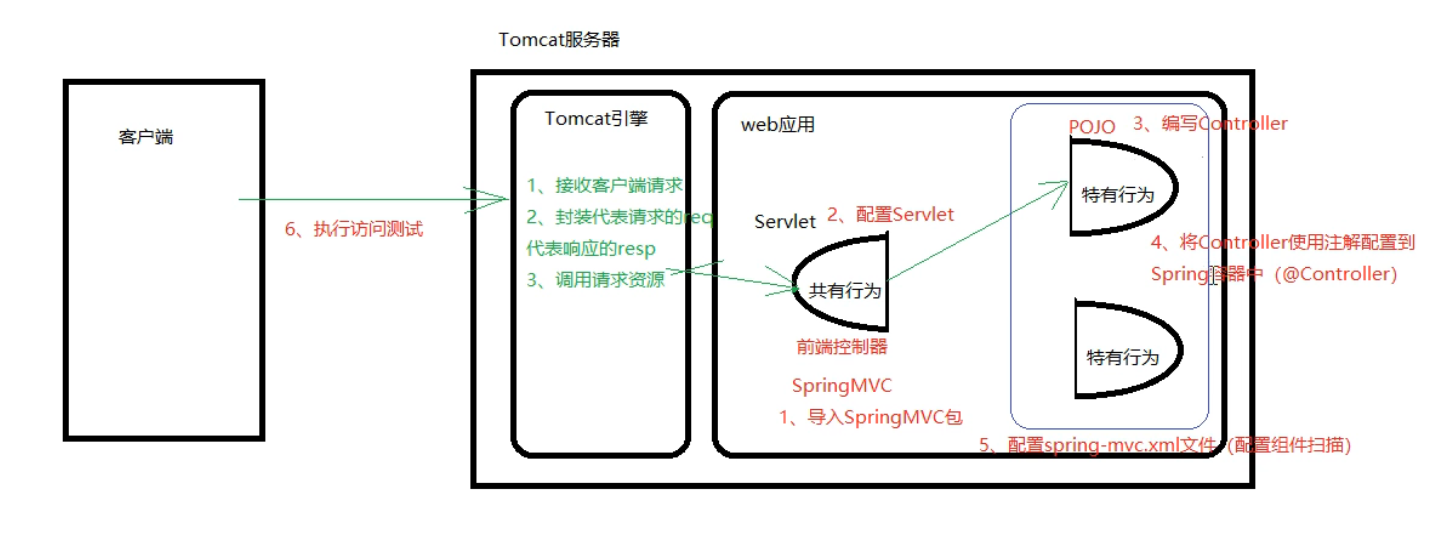 Tomcat服务器
客户端
6、执行访问测试
Tomcat引擎
1、接收客户端请求
2、封装代表请求的req
代表响应的resp
3、调用请求资源
web应用
Servlet
2、配置Servlet
共有行为
前端控制器
SpringMVC
1、导入SpringMVC包
POJO
3、编写Controller
特有行为
4、将Controller使用注解配置到
Spring容器中（@Controller）
特有行为
5、配置spring-mvc.xml文件（配置组件扫描）